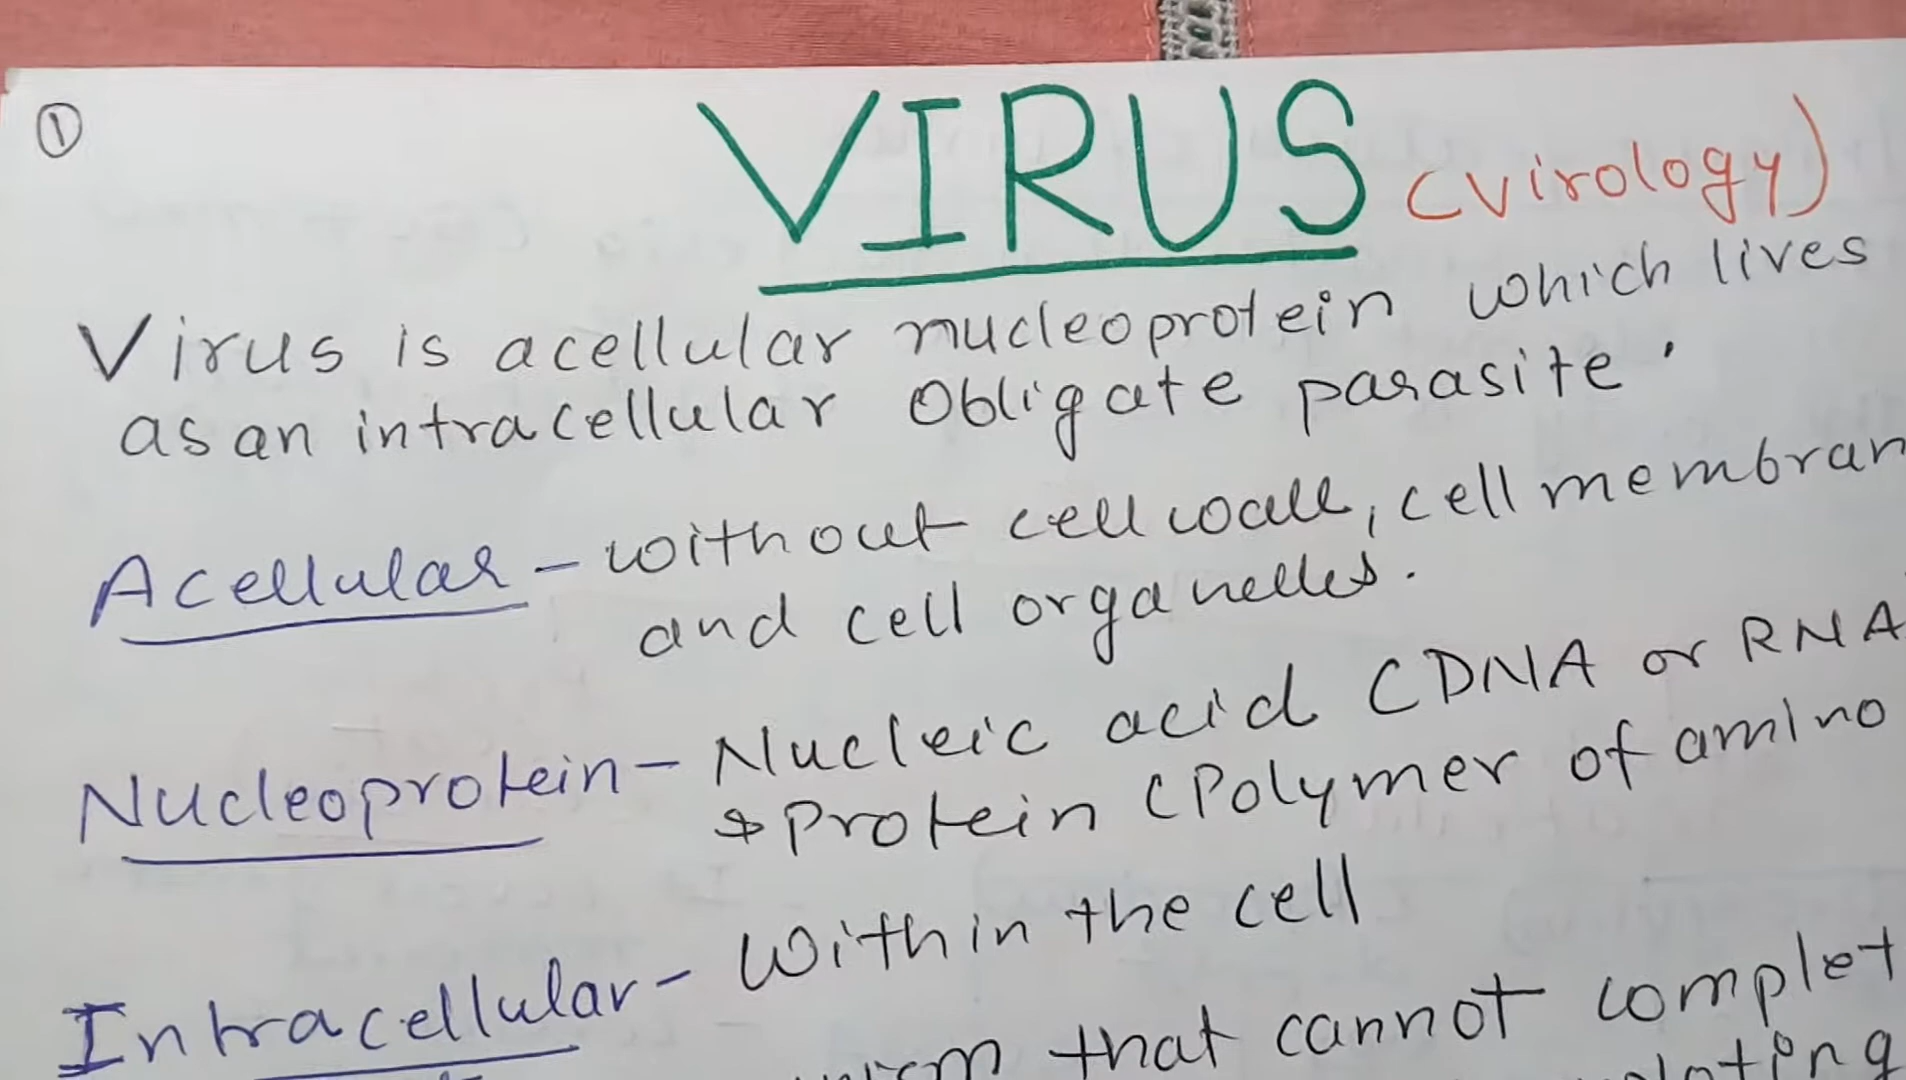 ①
VIRUS (virology)
Virus is acellular nucleoprotein which lives
as an intracellular Obligate parasite.
Acellular - without cell wall, cell membran
and cell organelles.
Nucleoprotein - Nucleic acid (DNA or RNA
& Protein (Polymer of amino
Intracellular - Within the cell
that cannot complet